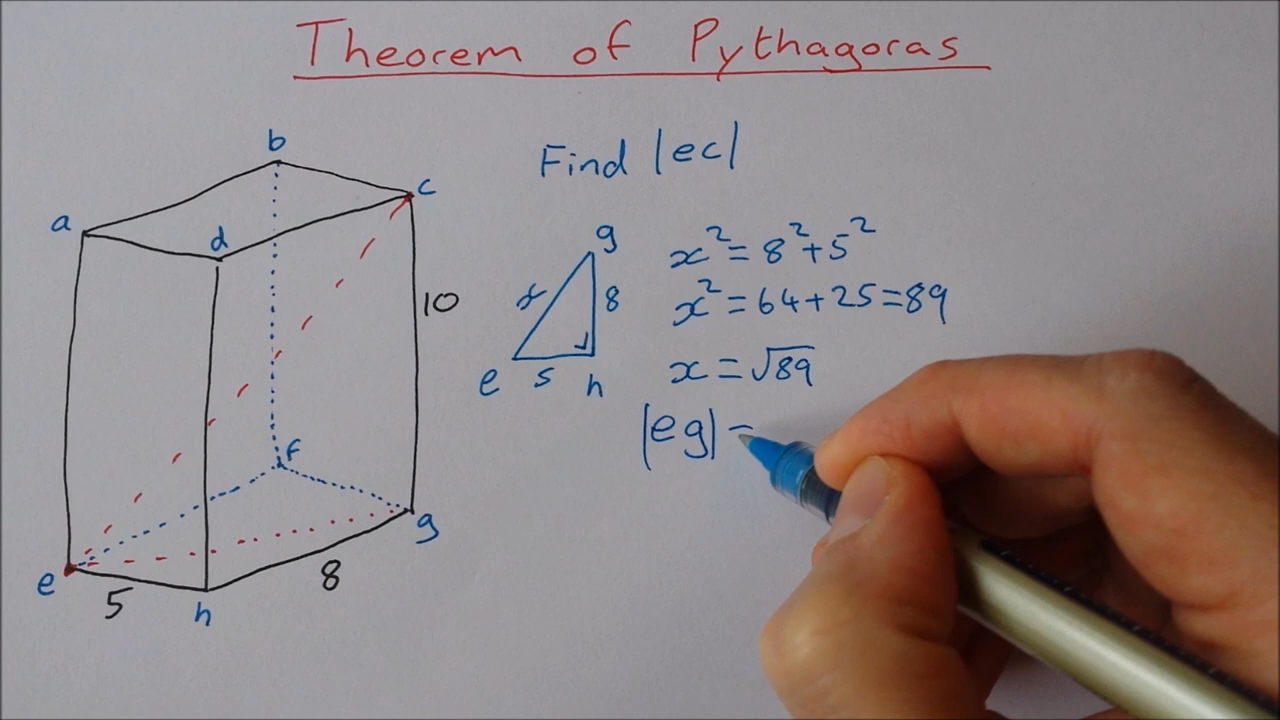 Theorem of Pythagoras
Find |ec|
b
a
c
d
10
f
e
g
5
h
8
g
x
8
e
5
h
x² = 8² + 5²
x² = 64 + 25 = 89
x = √89
|eg| =